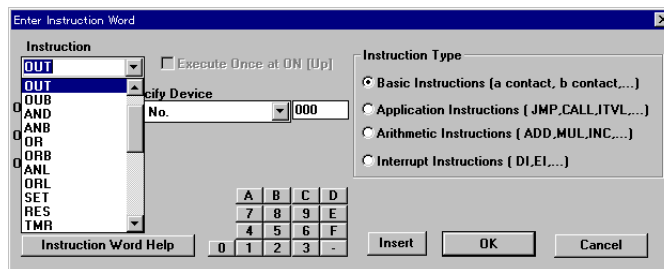 Enter Instruction Word
Instruction
OUT
Execute Once at ON [Up]
OUT
OUB
AND
ANB
OR
ORB
ANL
ORL
SET
RES
TMR
cify Device
No.
000
Instruction Type
Basic Instructions (a contact, b contact,...)
Application Instructions ( JMP,CALL,ITVL,...)
Arithmetic Instructions ( ADD,MUL,INC,...)
Interrupt Instructions ( DI,EI,...)
A B C D
7 8 9 E
4 5 6 F
0 1 2 3 -
Instruction Word Help
Insert
OK
Cancel